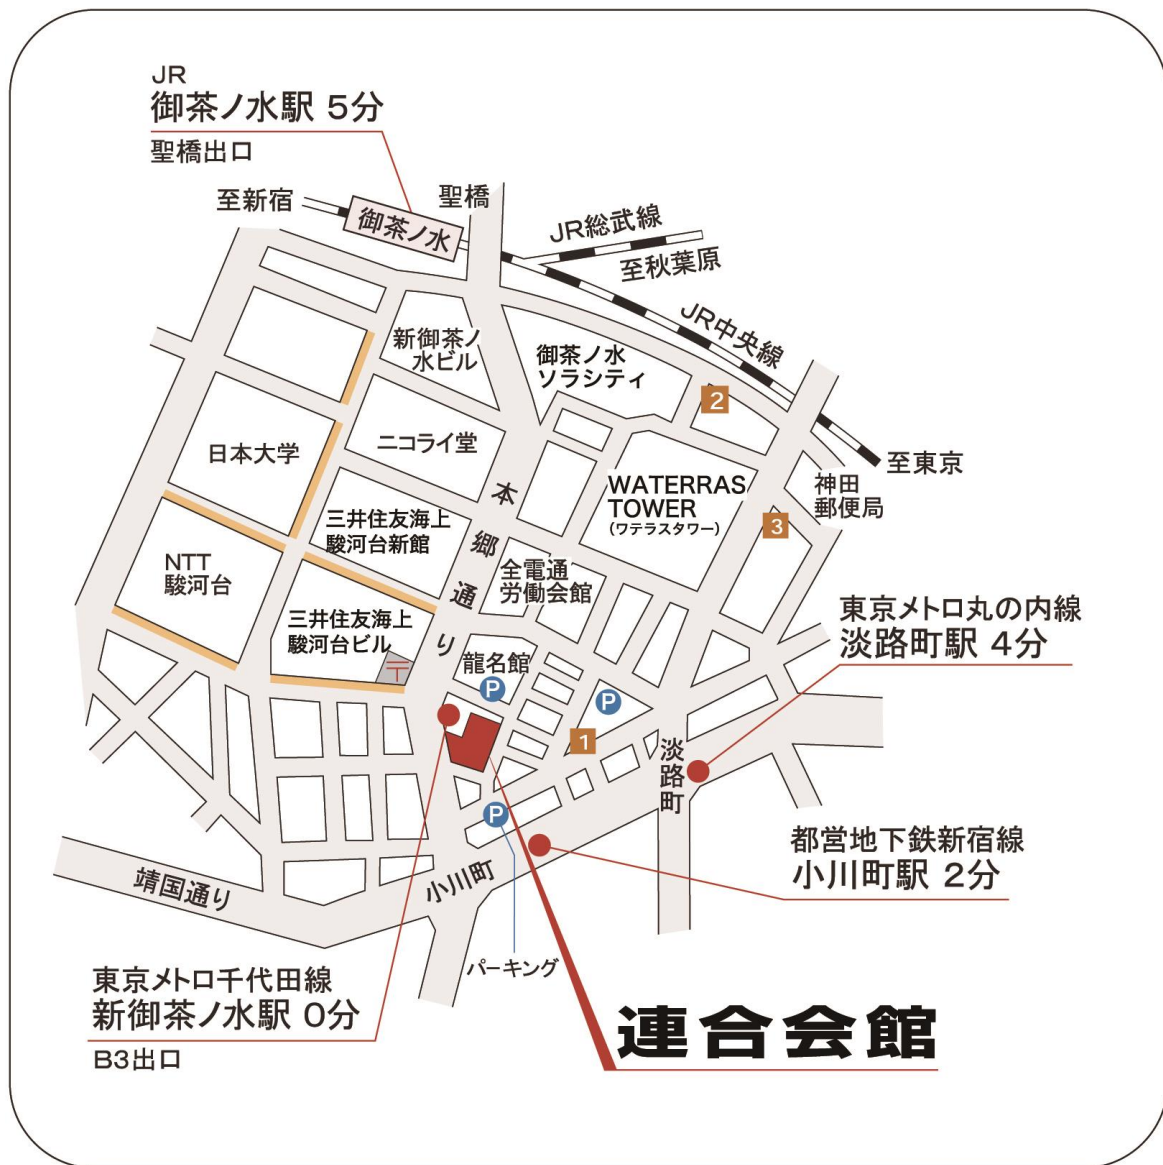 JR
御茶ノ水駅 5分
聖橋出口
至新宿
御茶ノ水
聖橋
JR総武線
至秋葉原
JR中央線
至東京
新御茶ノ
水ビル
御茶ノ水
ソラシティ
2
日本大学
ニコライ堂
本郷通り
WATERRAS
TOWER
(ワテラスタワー)
神田
郵便局
3
三井住友海上
駿河台新館
NTT
駿河台
全電通
労働会館
三井住友海上
駿河台ビル
〒
龍名館
P
P
1
P
東京メトロ丸の内線
淡路町駅 4分
淡路町
都営地下鉄新宿線
小川町駅 2分
小川町
靖国通り
パーキング
東京メトロ千代田線
新御茶ノ水駅 0分
B3出口
連合会館